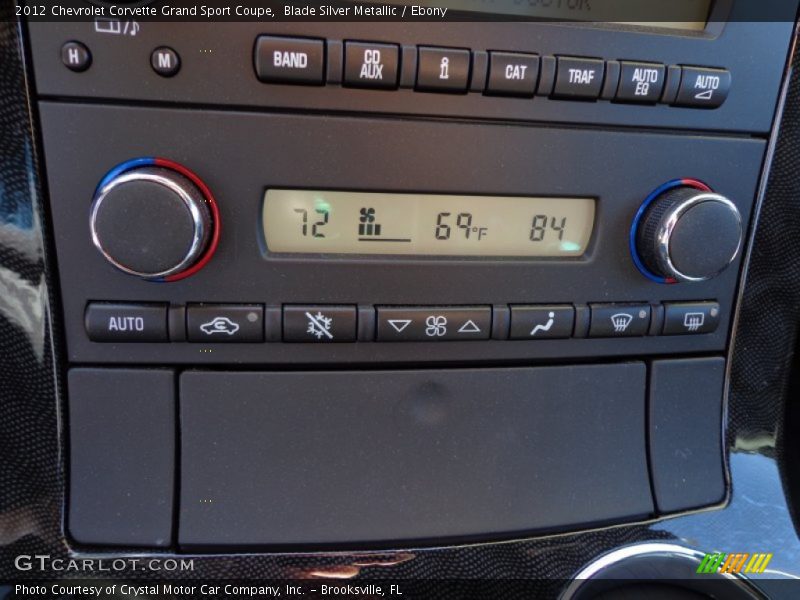 2012 Chevrolet Corvette Grand Sport Coupe,  Blade Silver Metallic / Ebony
H M BAND CD AUX i CAT TRAF AUTO EQ AUTO
72 69°F 84
AUTO
GTCARLOT.COM
Photo Courtesy of Crystal Motor Car Company, Inc. – Brooksville, FL